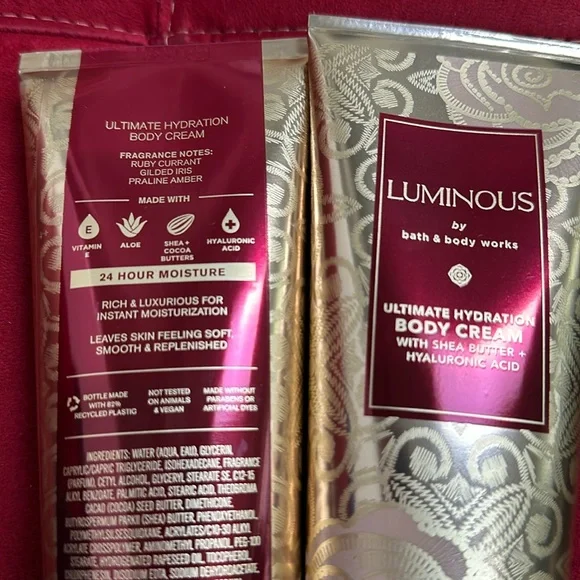 ULTIMATE HYDRATION
BODY CREAM
FRAGRANCE NOTES:
RUBY CURRANT
GILDED IRIS
PRALINE AMBER
MADE WITH
E
VITAMIN
E
ALOE
SHEA +
COCOA
BUTTERS
HYALURONIC
ACID
24 HOUR MOISTURE
RICH & LUXURIOUS FOR
INSTANT MOISTURIZATION
LEAVES SKIN FEELING SOFT,
SMOOTH & REPLENISHED
BOTTLE MADE
WITH 82%
RECYCLED PLASTIC
NOT TESTED
ON ANIMALS
& VEGAN
MADE WITHOUT
PARABENS OR
ARTIFICIAL DYES
INGREDIENTS: WATER (AQUA, EAU), GLYCERIN,
CAPRYLIC/CAPRIC TRIGLYCERIDE, ISOHEXADECANE, FRAGRANCE
(PARFUM), CETYL ALCOHOL, GLYCERYL STEARATE SE, C12-15
ALKYL BENZOATE, PALMITIC ACID, STEARIC ACID, THEOBROMA
CACAO (COCOA) SEED BUTTER, DIMETHICONE,
BUTYROSPERMUM PARKII (SHEA) BUTTER, PHENOXYETHANOL,
POLYMETHYLSILSESQUIOXANE, ACRYLATES/C10-30 ALKYL
ACRYLATE CROSSPOLYMER, AMINOMETHYL PROPANOL, PEG-100
STEARATE, HYDROGENATED RAPESEED OIL, TOCOPHEROL,
DISODIUM EDTA, SODIUM DEHYDROACETATE,
LUMINOUS
by
bath & body works
ULTIMATE HYDRATION
BODY CREAM
WITH SHEA BUTTER +
HYALURONIC ACID